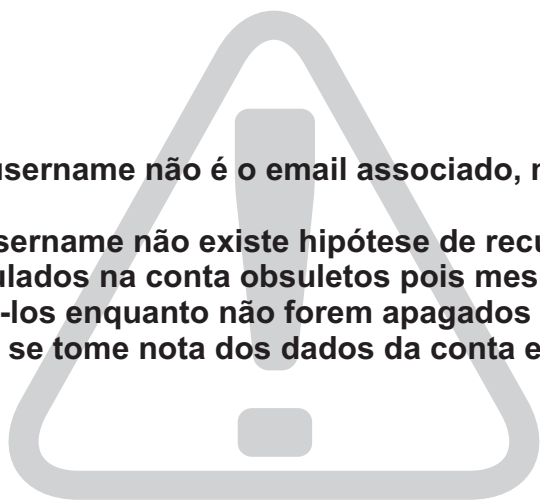 username não é o email associado,
sername não existe hipótese de recu
ulados na conta obsuletos pois mes
-los enquanto não forem apagados
se tome nota dos dados da conta e